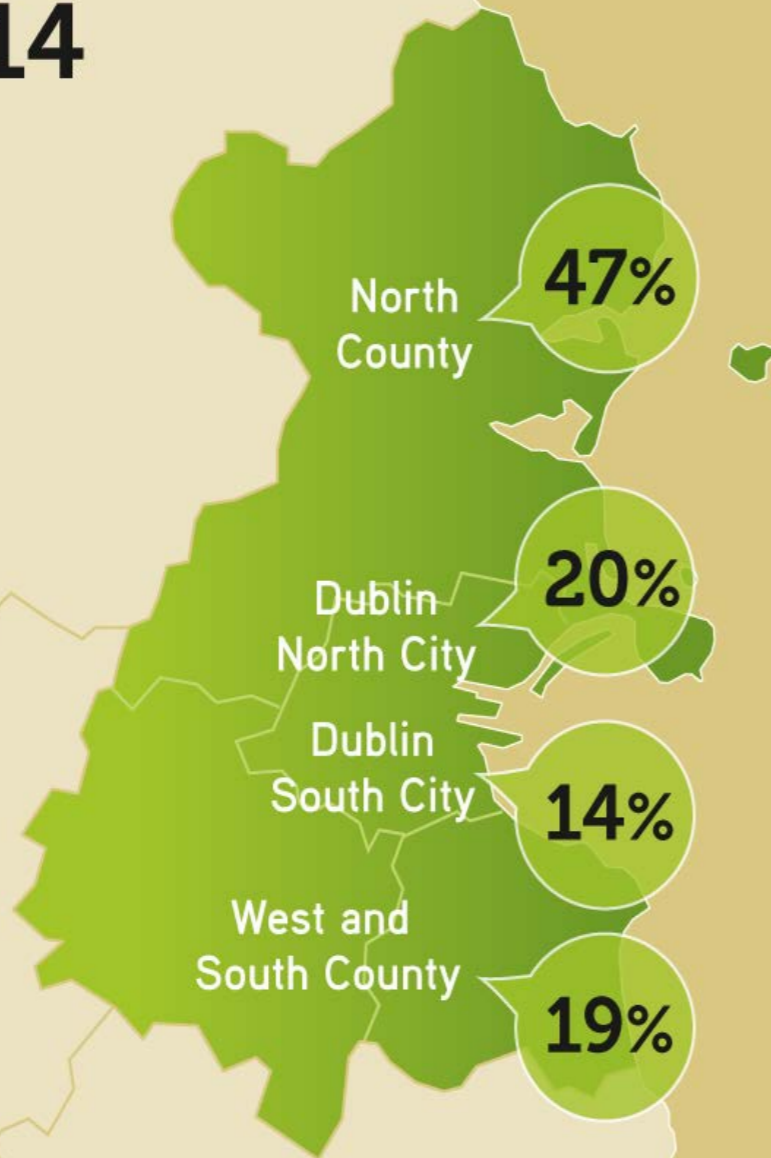 14
North
County
47%
Dublin
North City
20%
Dublin
South City
14%
West and
South County
19%